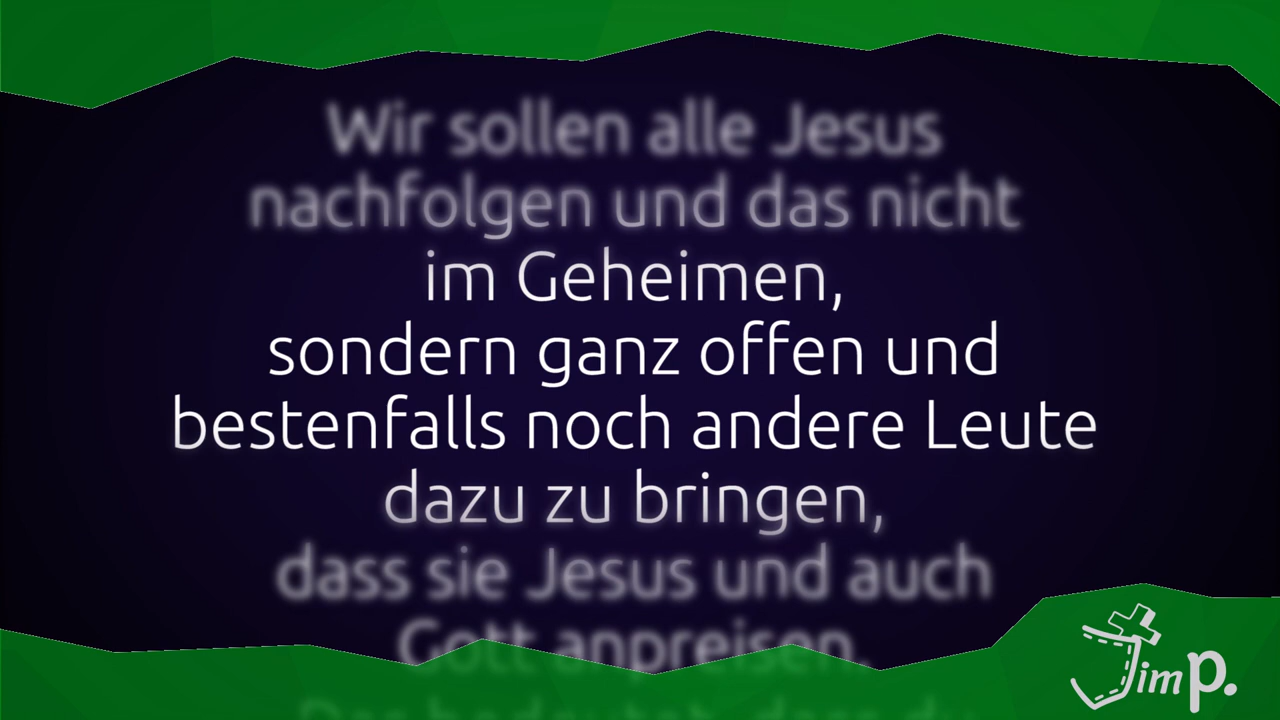 Wir sollen alle Jesus
nachfolgen und das nicht
im Geheimen,
sondern ganz offen und
bestenfalls noch andere Leute
dazu zu bringen,
dass sie Jesus und auch
Gott anpreisen.
Jim P.